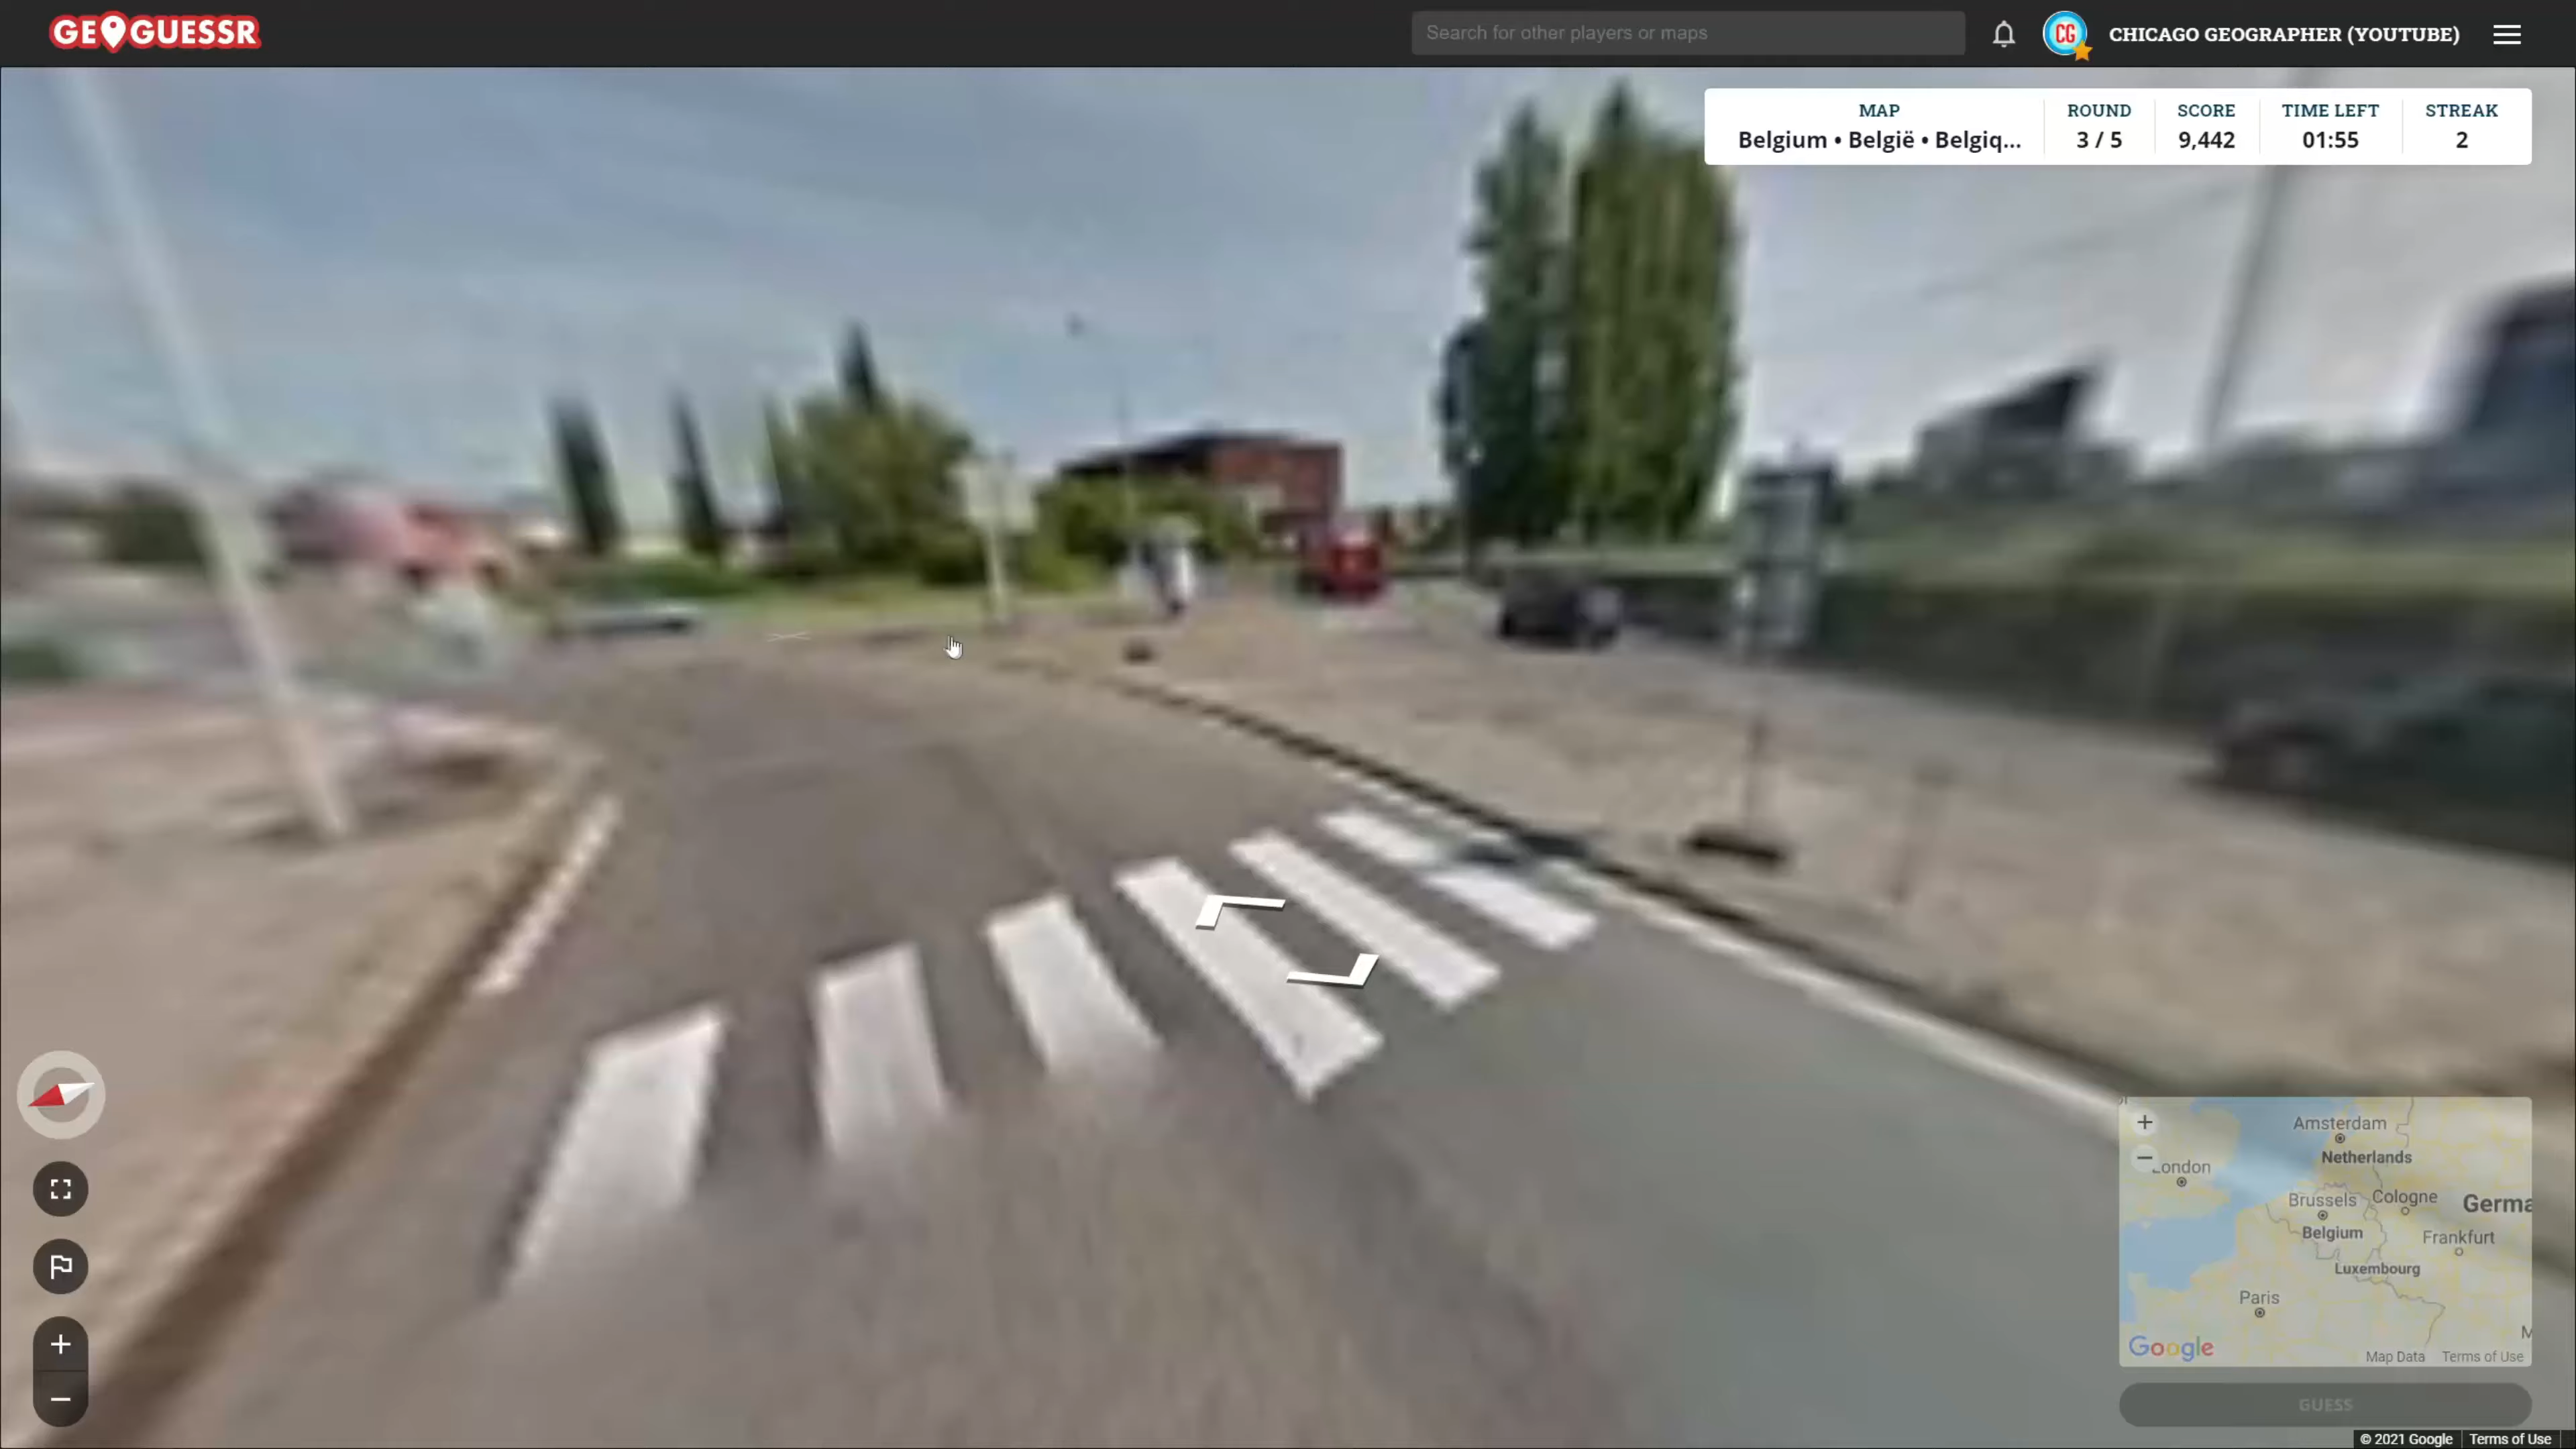 GEOGUESSR
Search for other players or maps
CG
CHICAGO GEOGRAPHER (YOUTUBE)
MAP
Belgium • België • Belgiq...
ROUND
3 / 5
SCORE
9,442
TIME LEFT
01:55
STREAK
2
Amsterdam
Netherlands
London
Brussels
Cologne
Germa
Belgium
Frankfurt
Luxembourg
Paris
Google
Map Data
Terms of Use
GUESS
© 2021 Google
Terms of Use